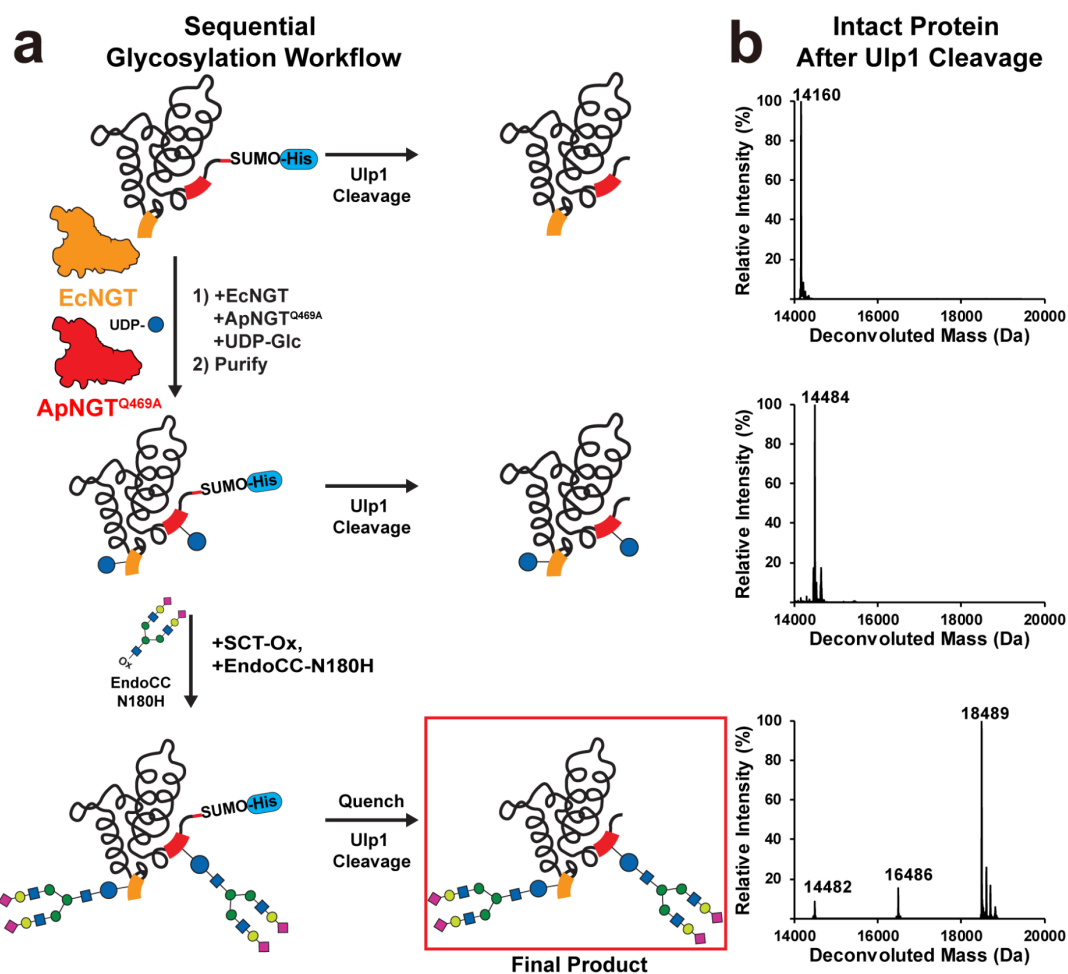 a
Sequential
Glycosylation Workflow
SUMO-His
Ulp1
Cleavage
EcNGT
UDP-
ApNGTQ469A
1) +EcNGT
+ApNGTQ469A
+UDP-Glc
2) Purify
SUMO-His
Ulp1
Cleavage
Ox
EndoCC
N180H
+SCT-Ox,
+EndoCC-N180H
SUMO-His
Quench
Ulp1
Cleavage
Final Product
b
Intact Protein
After Ulp1 Cleavage
14160
Relative Intensity (%)
100
80
60
40
20
14000 16000 18000 20000
Deconvoluted Mass (Da)
14484
Relative Intensity (%)
100
80
60
40
20
14000 16000 18000 20000
Deconvoluted Mass (Da)
18489
Relative Intensity (%)
100
80
60
40
20
14482
16486
14000 16000 18000 20000
Deconvoluted Mass (Da)